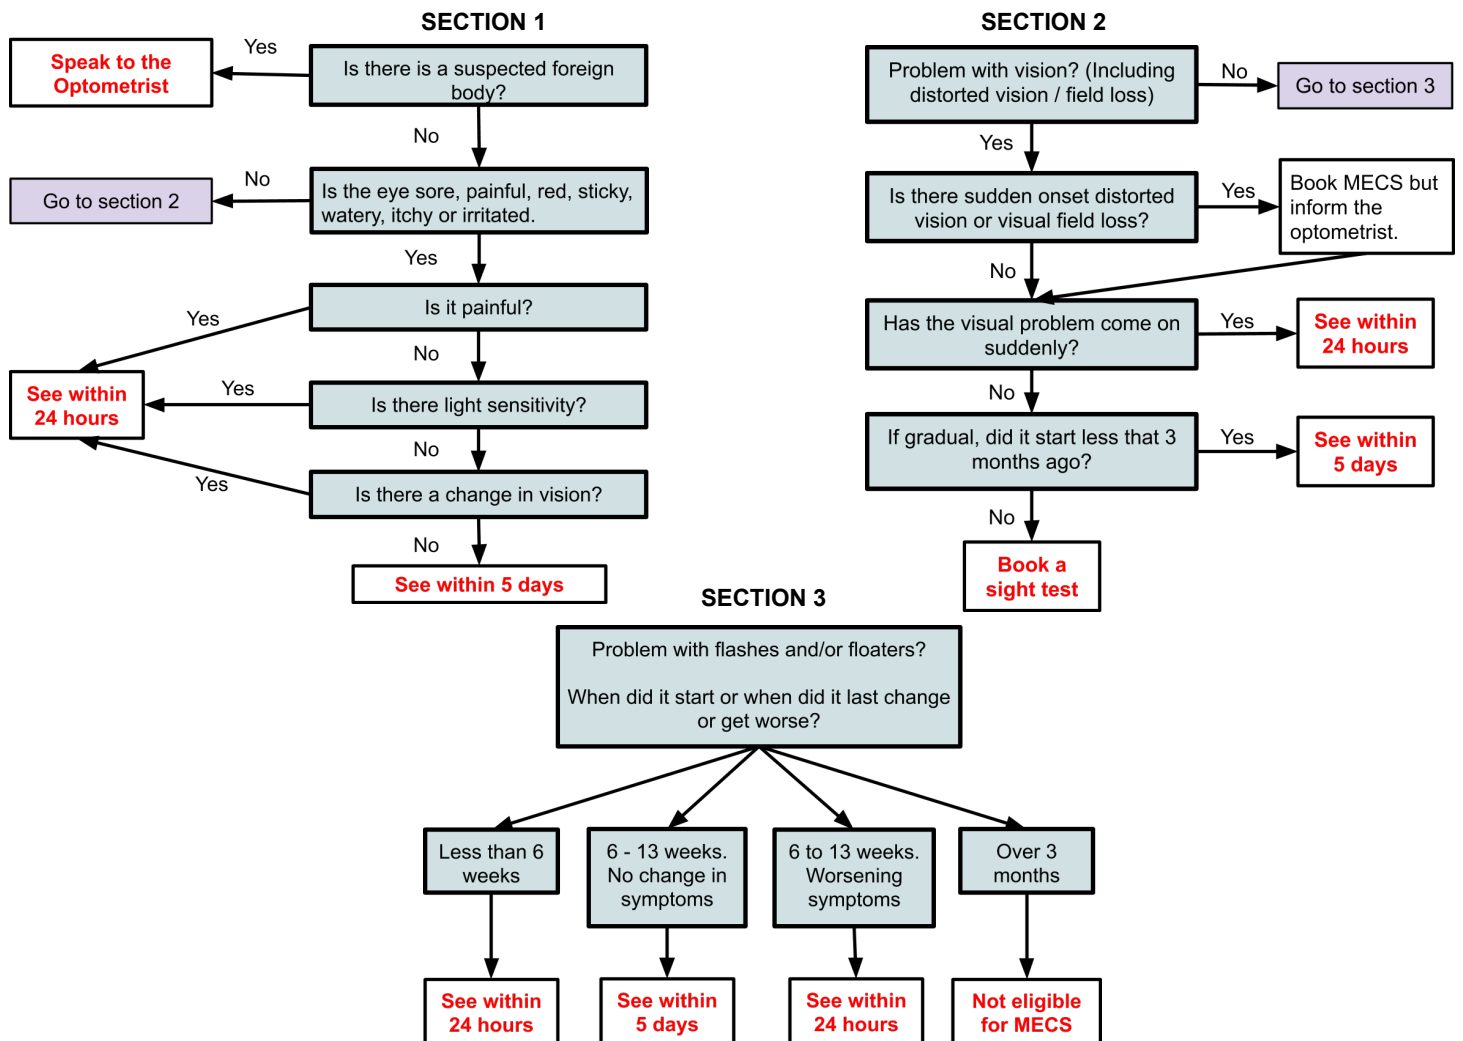 SECTION 1
Yes
Speak to the
Optometrist
Is there is a suspected foreign
body?
No
No
Go to section 2
Is the eye sore, painful, red, sticky,
watery, itchy or irritated.
Yes
Is it painful?
Yes
No
See within
24 hours
Yes
Is there light sensitivity?
No
Yes
Is there a change in vision?
No
See within 5 days
SECTION 2
Problem with vision? (Including
distorted vision / field loss)
No
Go to section 3
Yes
Is there sudden onset distorted
vision or visual field loss?
Yes
Book MECS but
inform the
optometrist.
No
Has the visual problem come on
suddenly?
Yes
See within
24 hours
No
If gradual, did it start less that 3
months ago?
Yes
See within
5 days
No
Book a
sight test
SECTION 3
Problem with flashes and/or floaters?
When did it start or when did it last change
or get worse?
Less than 6
weeks
6 - 13 weeks.
No change in
symptoms
6 to 13 weeks.
Worsening
symptoms
Over 3
months
See within
24 hours
See within
5 days
See within
24 hours
Not eligible
for MECS